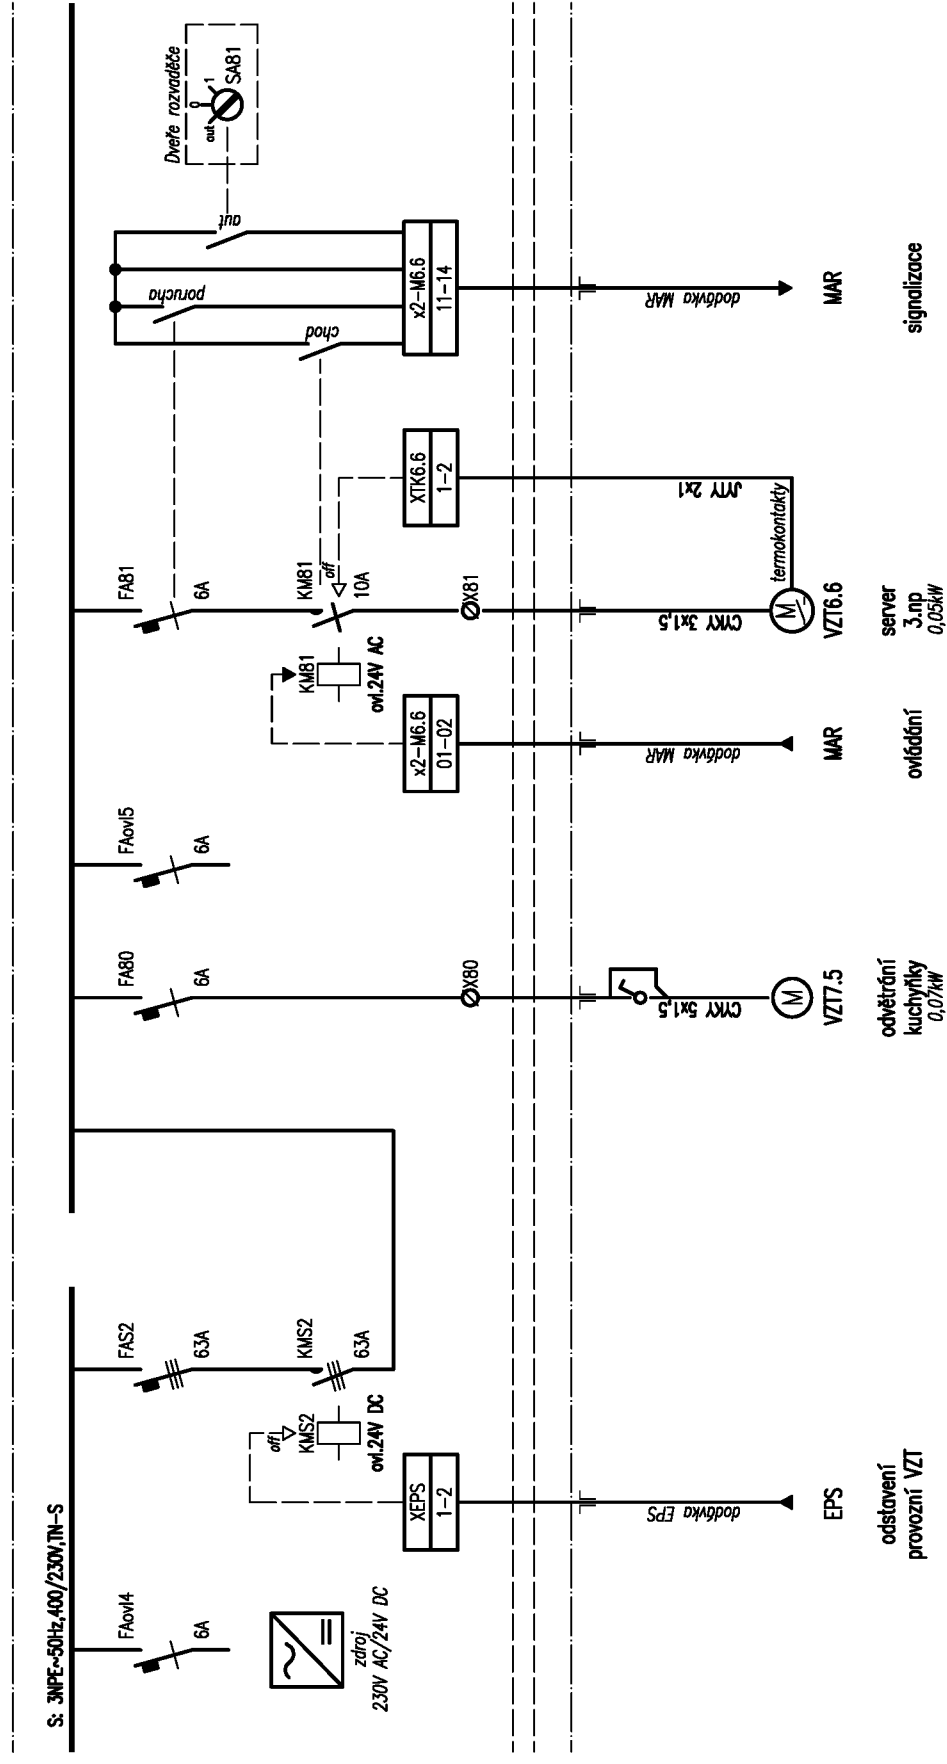 S: 3NPE~50Hz,400/230V,TN-S
FAovl4
6A
zdroj
230V AC/24V DC
XEPS
1-2
off
KMS2
ovl.24V DC
dodávka EPS
EPS
odstavení
provozní VZT
FAS2
63A
KMS2
63A
FA80
6A
X80
CYKY 5x1,5
M
VZT7.5
odvětrání
kuchyňky
0,07kW
FAovl5
6A
x2-M6.6
01-02
KM81
ovl.24V AC
dodávka MAR
MAR
ovládání
FA81
6A
KM81
off
10A
X81
CYKY 3x1,5
M
VZT6.6
server
3.np
0,05kW
XTK6.6
1-2
JYTY 2x1
termokontakty
chod
porucha
aut
x2-M6.6
11-14
dodávka MAR
MAR
signalizace
Dveře rozvaděče
aut
0
1
SA81